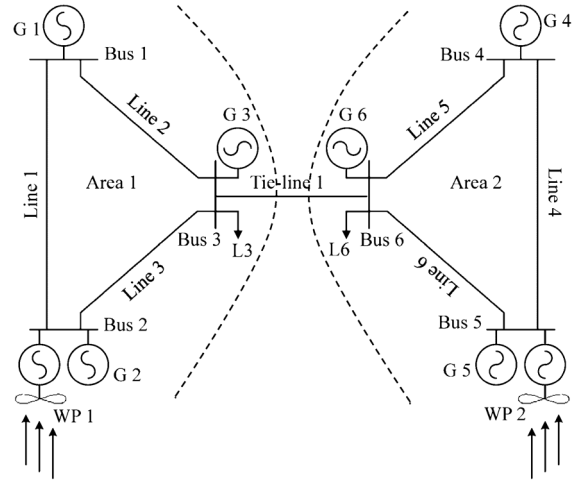 G 1
G 4
Bus 1
Bus 4
Line 2
Line 5
G 3
G 6
Line 1
Area 1
Tie-line 1
Area 2
Line 4
Bus 3
L3
L6
Bus 6
Line 3
Line 6
Bus 2
Bus 5
G 2
G 5
WP 1
WP 2